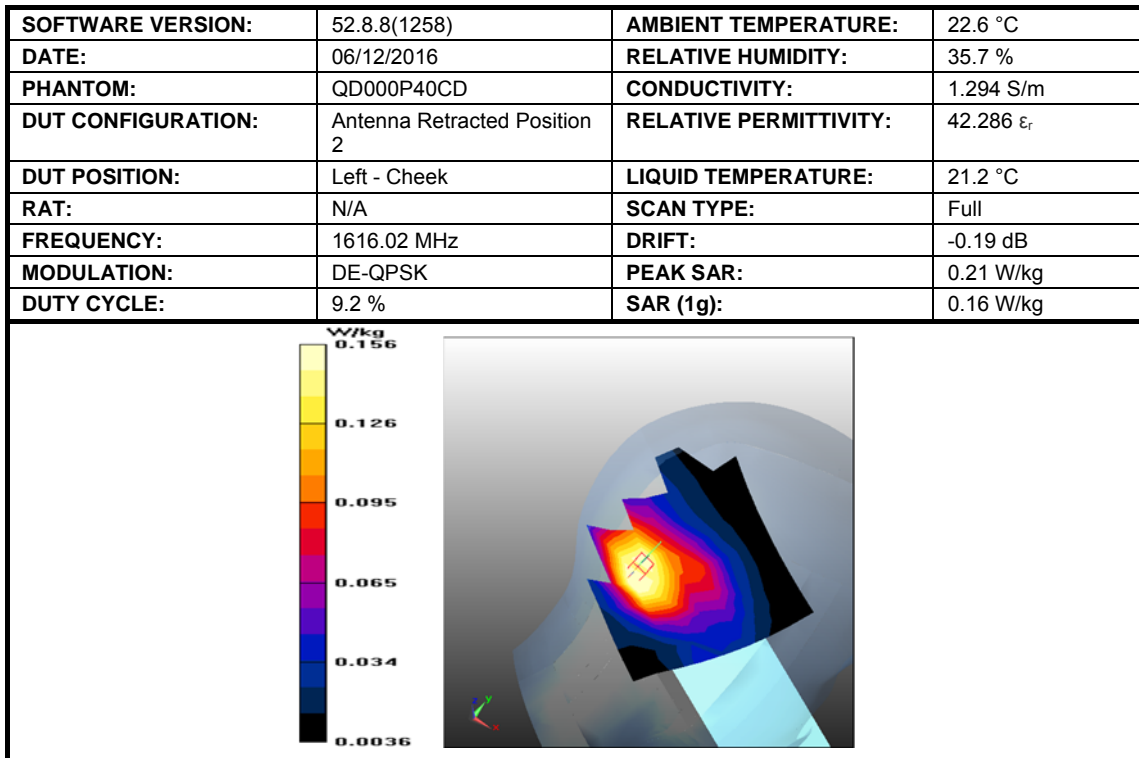 SOFTWARE VERSION: 52.8.8(1258) AMBIENT TEMPERATURE: 22.6 °C
DATE: 06/12/2016 RELATIVE HUMIDITY: 35.7 %
PHANTOM: QD000P40CD CONDUCTIVITY: 1.294 S/m
DUT CONFIGURATION: Antenna Retracted Position RELATIVE PERMITTIVITY: 42.286 εr
2
DUT POSITION: Left - Cheek LIQUID TEMPERATURE: 21.2 °C
RAT: N/A SCAN TYPE: Full
FREQUENCY: 1616.02 MHz DRIFT: -0.19 dB
MODULATION: DE-QPSK PEAK SAR: 0.21 W/kg
DUTY CYCLE: 9.2 % SAR (1g): 0.16 W/kg
W/kg
0.156
0.126
0.095
0.065
0.034
0.0036
z y
x